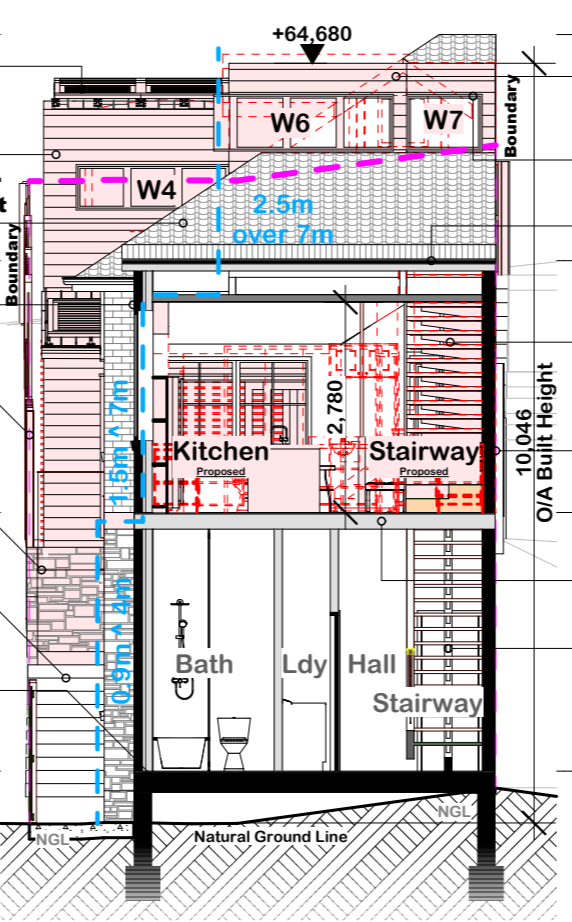 +64,680
W6
W7
Boundary
W4
t
2.5m
over 7m
Boundary
1.5m ^ 7m
2,780
10,046
O/A Built Height
Kitchen
Proposed
Stairway
Proposed
0.9m ^ 4m
Bath
Ldy
Hall
Stairway
NGL
Natural Ground Line
NGL